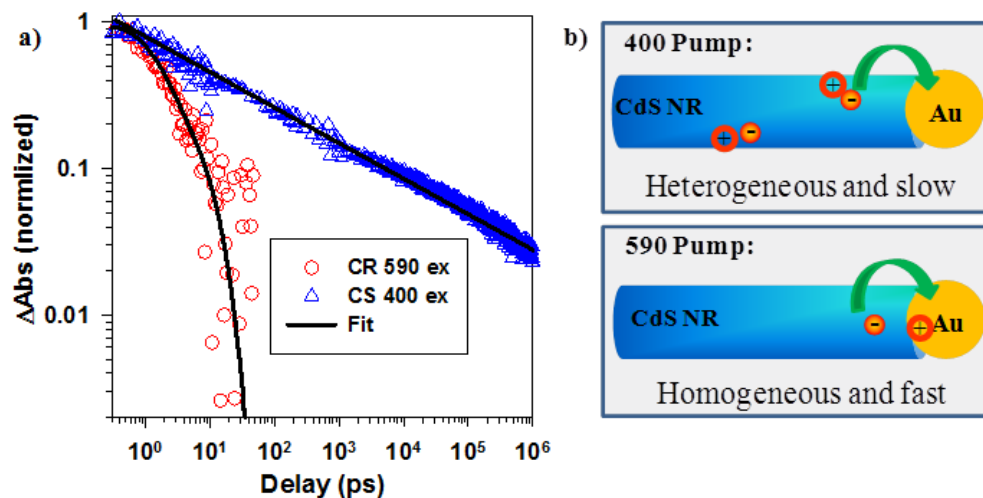 a)
ΔAbs (normalized)
1
0.1
0.01
CR 590 ex
CS 400 ex
Fit
10⁰ 10¹ 10² 10³ 10⁴ 10⁵ 10⁶
Delay (ps)
b)
400 Pump:
CdS NR
+
-
+
-
Au
Heterogeneous and slow
590 Pump:
CdS NR
-
+
Au
Homogeneous and fast